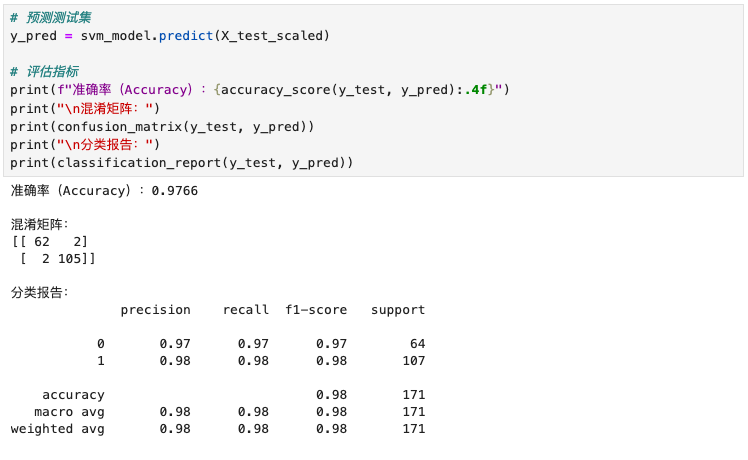 # 预测测试集
y_pred = svm_model.predict(X_test_scaled)
# 评估指标
print(f"准确率（Accuracy）：{accuracy_score(y_test, y_pred):.4f}")
print("\n混淆矩阵：")
print(confusion_matrix(y_test, y_pred))
print("\n分类报告：")
print(classification_report(y_test, y_pred))
准确率（Accuracy）：0.9766
混淆矩阵：
[[ 62   2]
 [  2 105]]
分类报告：
              precision    recall  f1-score   support
           0       0.97      0.97      0.97        64
           1       0.98      0.98      0.98       107
    accuracy                           0.98       171
   macro avg       0.98      0.98      0.98       171
weighted avg       0.98      0.98      0.98       171